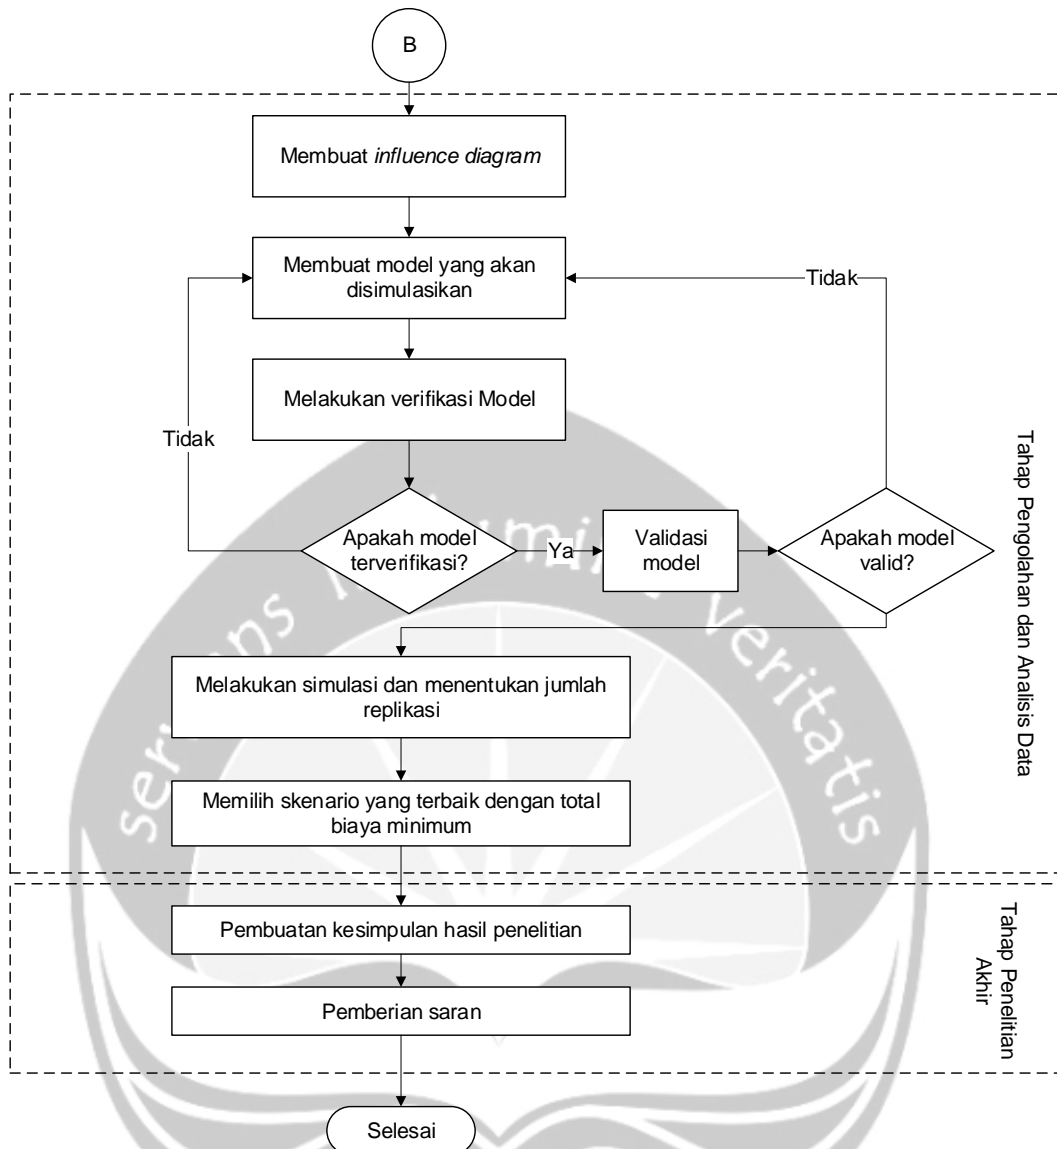 B
Membuat influence diagram
Membuat model yang akan
disimulasikan
Tidak
Melakukan verifikasi Model
Tidak
Apakah model
terverifikasi?
Ya
Validasi
model
Apakah model
valid?
Melakukan simulasi dan menentukan jumlah
replikasi
Memilih skenario yang terbaik dengan total
biaya minimum
Tahap Pengolahan dan Analisis Data
Pembuatan kesimpulan hasil penelitian
Pemberian saran
Tahap Penelitian
Akhir
Selesai
veritatis